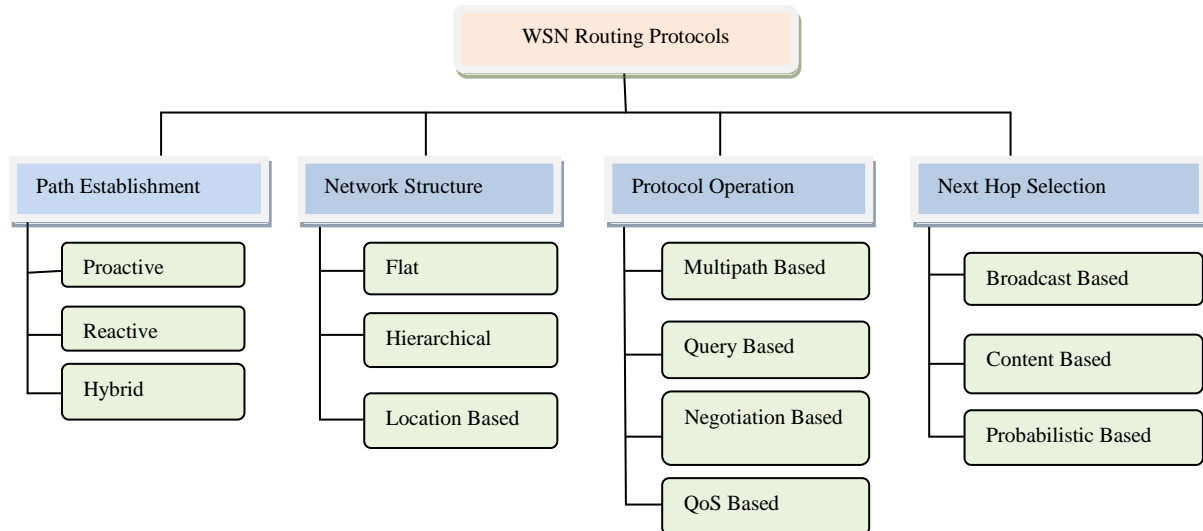 WSN Routing Protocols
Path Establishment
Network Structure
Protocol Operation
Next Hop Selection
Proactive
Reactive
Hybrid
Flat
Hierarchical
Location Based
Multipath Based
Query Based
Negotiation Based
QoS Based
Broadcast Based
Content Based
Probabilistic Based